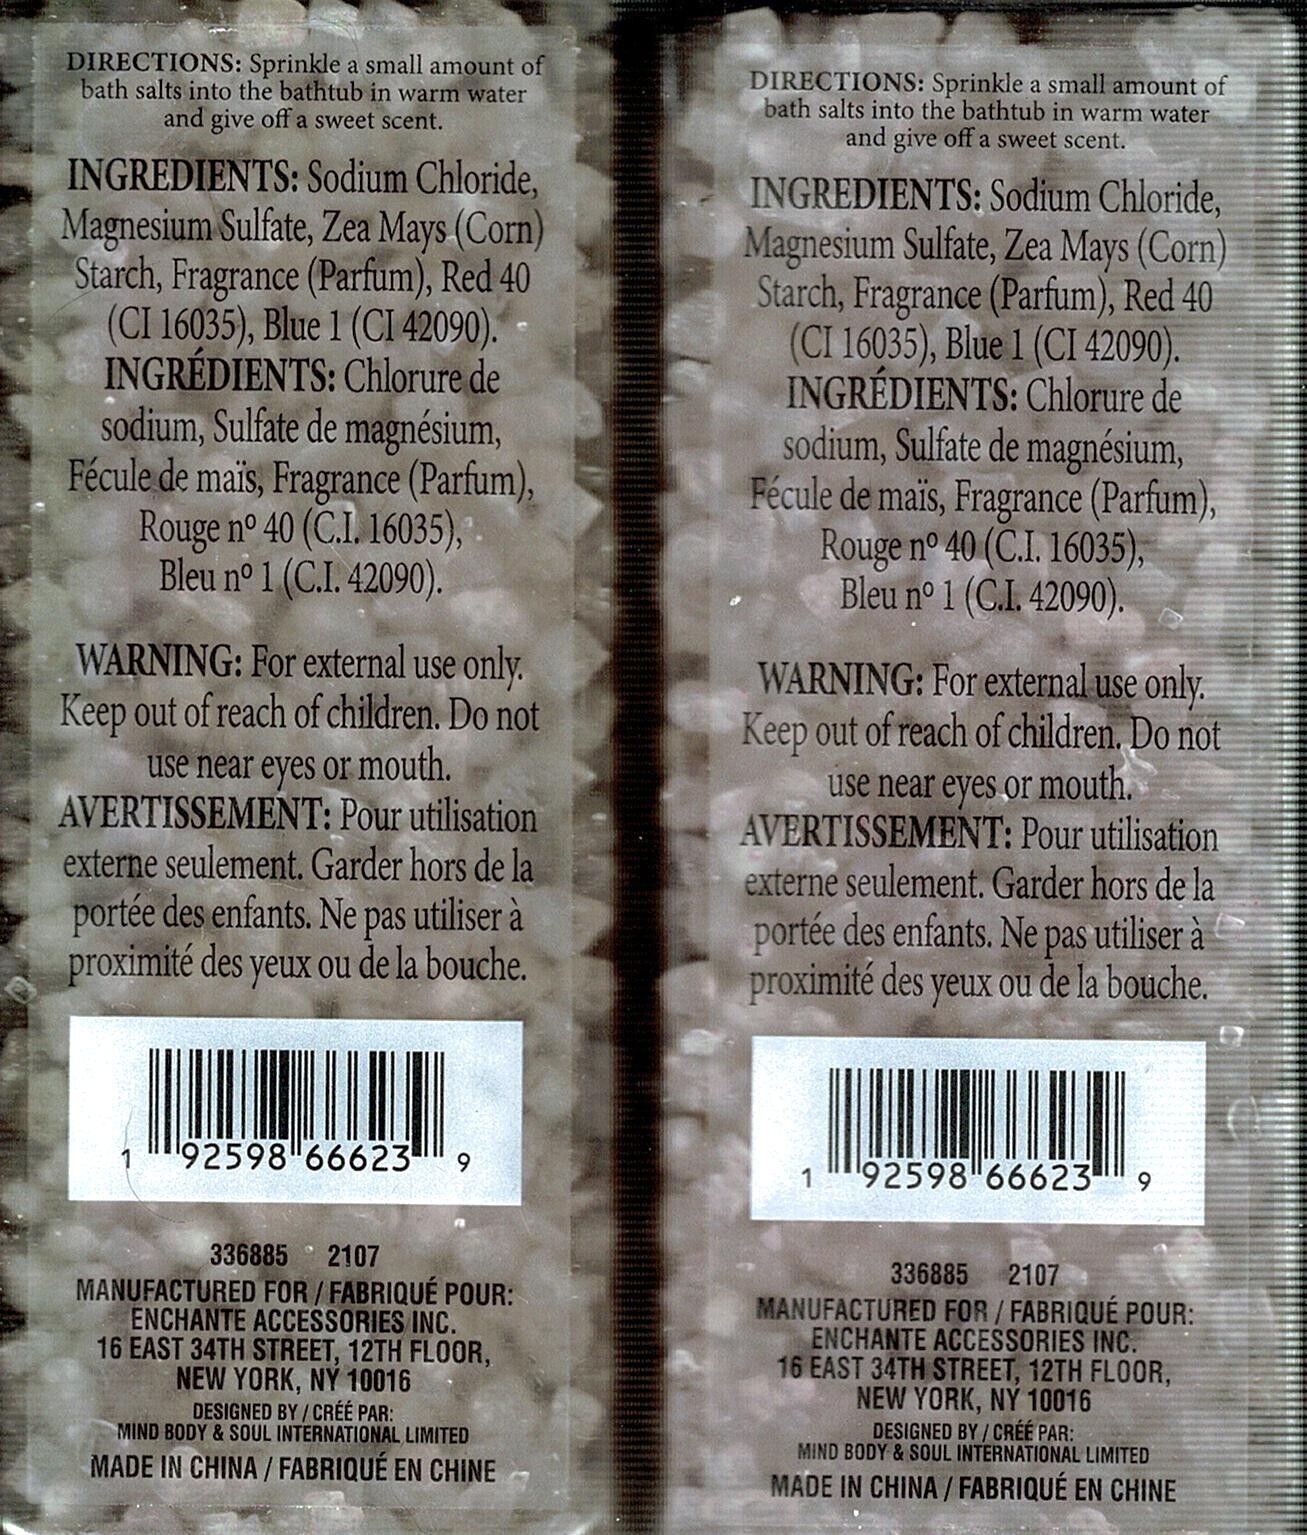 DIRECTIONS: Sprinkle a small amount of
bath salts into the bathtub in warm water
and give off a sweet scent.
INGREDIENTS: Sodium Chloride,
Magnesium Sulfate, Zea Mays (Corn)
Starch, Fragrance (Parfum), Red 40
(CI 16035), Blue 1 (CI 42090).
INGRÉDIENTS: Chlorure de
sodium, Sulfate de magnésium,
Fécule de maïs, Fragrance (Parfum),
Rouge nº 40 (C.I. 16035),
Bleu nº 1 (C.I. 42090).
WARNING: For external use only.
Keep out of reach of children. Do not
use near eyes or mouth.
AVERTISSEMENT: Pour utilisation
externe seulement. Garder hors de la
portée des enfants. Ne pas utiliser à
proximité des yeux ou de la bouche.
1 92598 66623 9
336885 2107
MANUFACTURED FOR / FABRIQUÉ POUR:
ENCHANTE ACCESSORIES INC.
16 EAST 34TH STREET, 12TH FLOOR,
NEW YORK, NY 10016
DESIGNED BY / CRÉÉ PAR:
MIND BODY & SOUL INTERNATIONAL LIMITED
MADE IN CHINA / FABRIQUÉ EN CHINE
DIRECTIONS: Sprinkle a small amount of
bath salts into the bathtub in warm water
and give off a sweet scent.
INGREDIENTS: Sodium Chloride,
Magnesium Sulfate, Zea Mays (Corn)
Starch, Fragrance (Parfum), Red 40
(CI 16035), Blue 1 (CI 42090).
INGRÉDIENTS: Chlorure de
sodium, Sulfate de magnésium,
Fécule de maïs, Fragrance (Parfum),
Rouge nº 40 (C.I. 16035),
Bleu nº 1 (C.I. 42090).
WARNING: For external use only.
Keep out of reach of children. Do not
use near eyes or mouth.
AVERTISSEMENT: Pour utilisation
externe seulement. Garder hors de la
portée des enfants. Ne pas utiliser à
proximité des yeux ou de la bouche.
1 92598 66623 9
336885 2107
MANUFACTURED FOR / FABRIQUÉ POUR:
ENCHANTE ACCESSORIES INC.
16 EAST 34TH STREET, 12TH FLOOR,
NEW YORK, NY 10016
DESIGNED BY / CRÉÉ PAR:
MIND BODY & SOUL INTERNATIONAL LIMITED
MADE IN CHINA / FABRIQUÉ EN CHINE